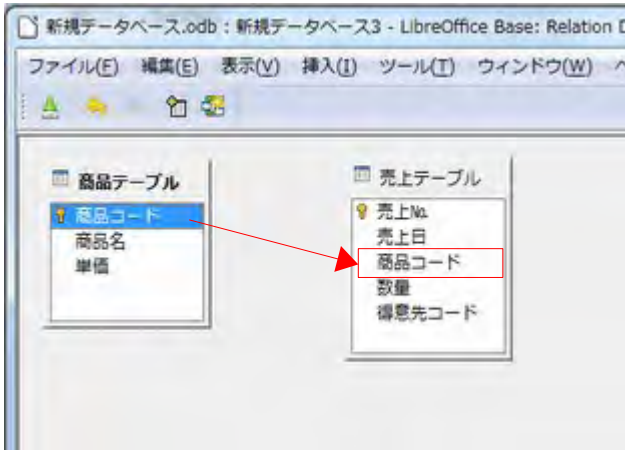 新規データベース.odb : 新規データベース3 - LibreOffice Base: Relation D
ファイル(F) 編集(E) 表示(V) 挿入(I) ツール(T) ウィンドウ(W) ヘ
商品テーブル
商品コード
商品名
単価
売上テーブル
売上No.
売上日
商品コード
数量
得意先コード